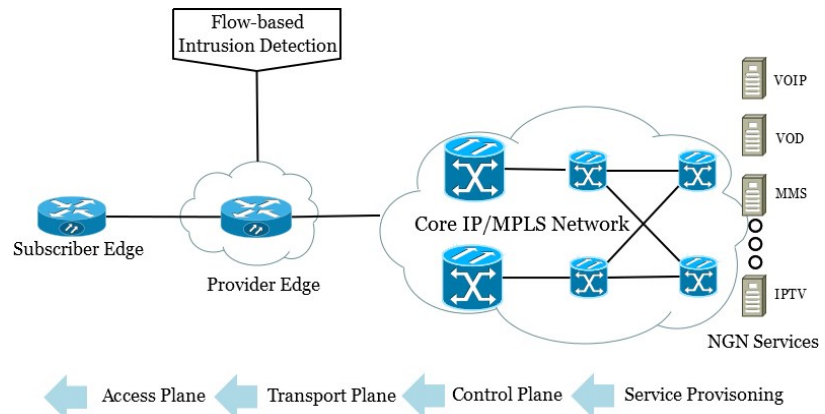 Flow-based
Intrusion Detection
VOIP
VOD
MMS
Core IP/MPLS Network
Subscriber Edge
Provider Edge
IPTV
NGN Services
Access Plane
Transport Plane
Control Plane
Service Provisoning